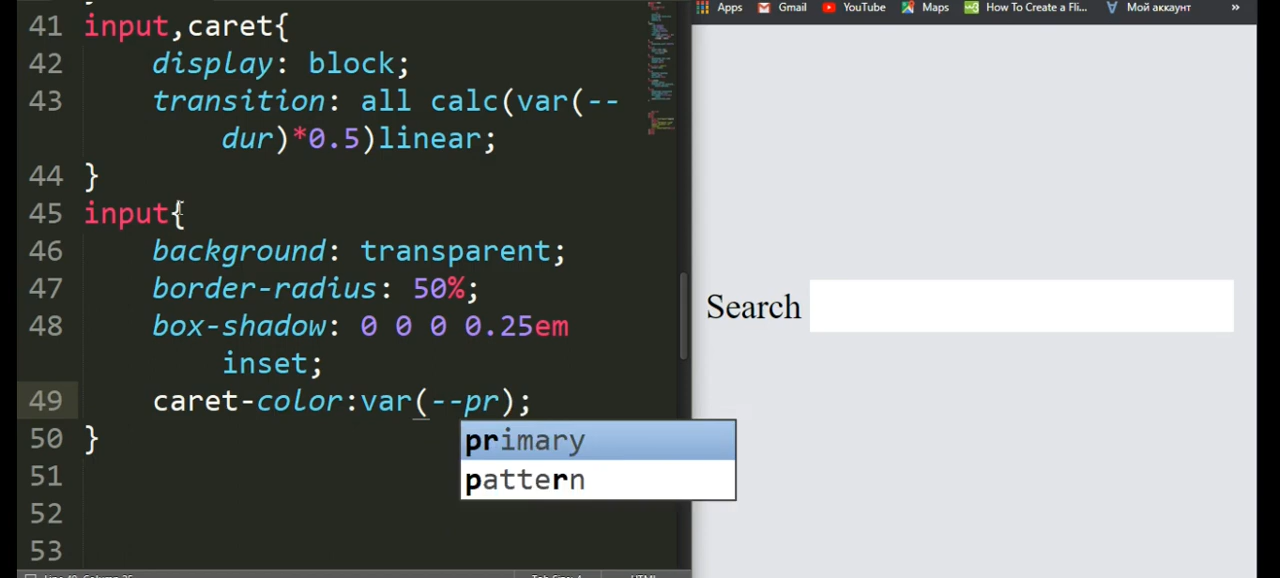 Apps Gmail YouTube Maps How To Create a Fli... Мой аккаунт »
41 input,caret{
42 display: block;
43 transition: all calc(var(--
dur)*0.5)linear;
44 }
45 input{
46 background: transparent;
47 border-radius: 50%;
48 box-shadow: 0 0 0 0.25em
inset;
49 caret-color:var(--pr);
50 }
primary
pattern
51
52
53
Search